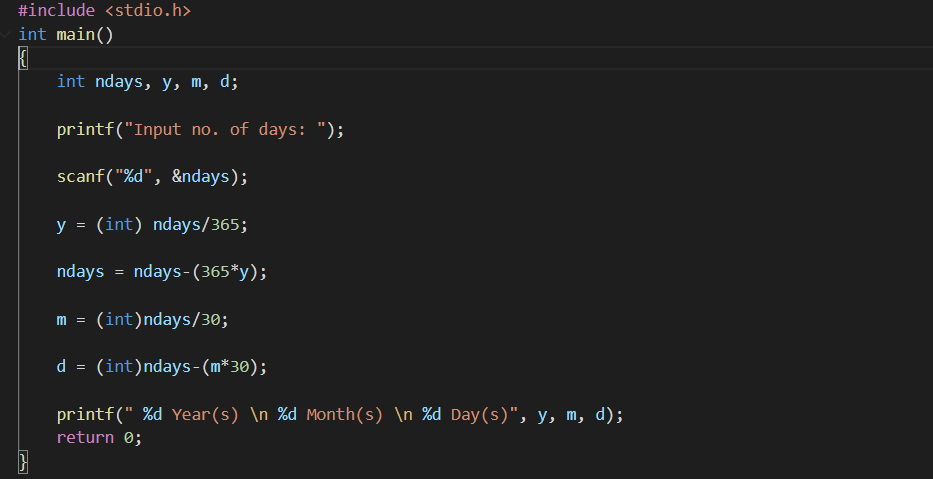 #include <stdio.h>
int main()
{
    int ndays, y, m, d;
    printf("Input no. of days: ");
    scanf("%d", &ndays);
    y = (int) ndays/365;
    ndays = ndays-(365*y);
    m = (int)ndays/30;
    d = (int)ndays-(m*30);
    printf(" %d Year(s) \n %d Month(s) \n %d Day(s)", y, m, d);
    return 0;
}